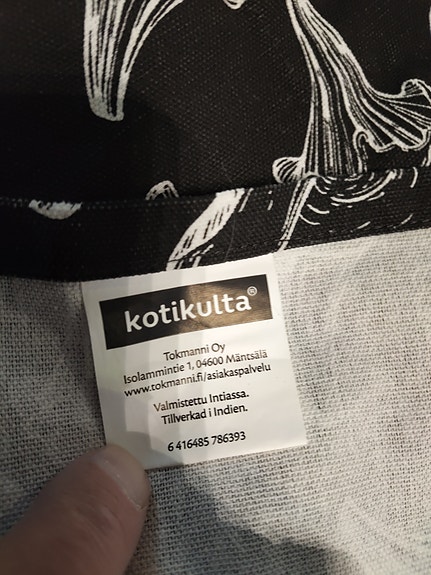 kotikulta®
Tokmanni Oy
Isolammintie 1, 04600 Mäntsälä
www.tokmanni.fi/asiakaspalvelu
Valmistettu Intiassa.
Tillverkad i Indien.
6 416485 786393